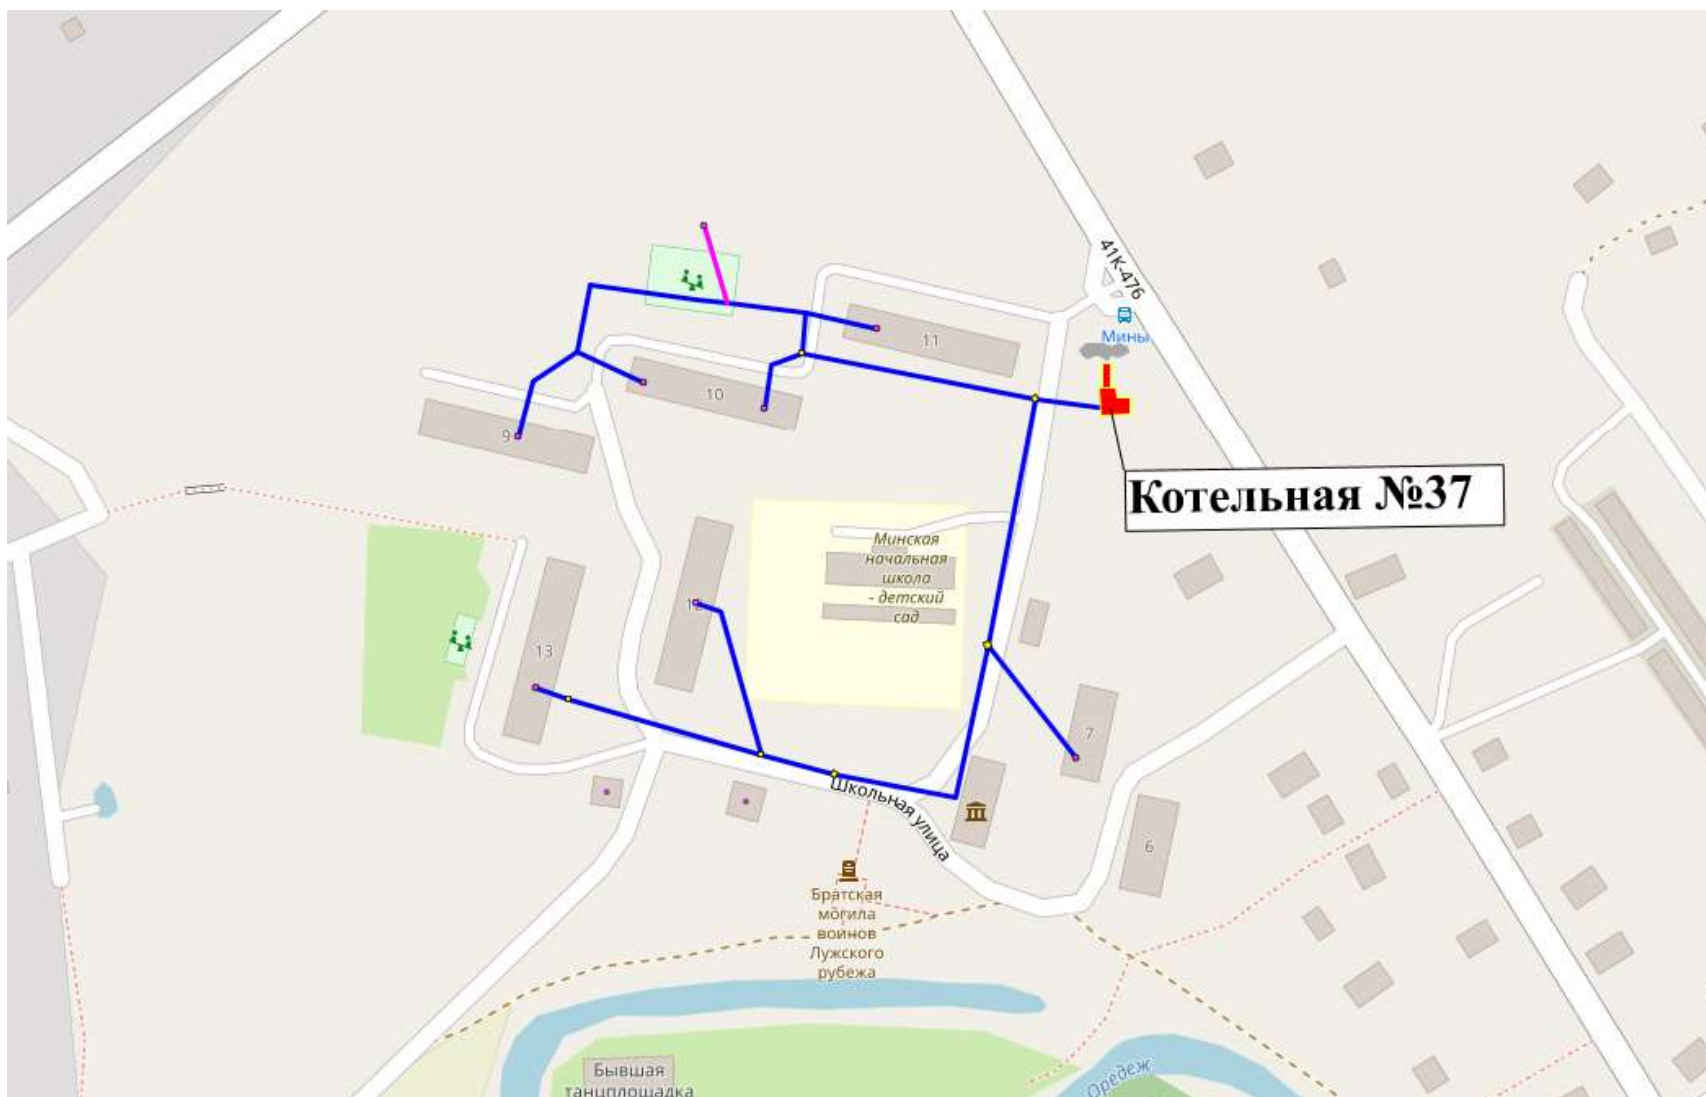 41К-476
Мины
11
10
9
Котельная №37
Минская
начальная
школа
- детский
сад
12
13
7
Школьная улица
6
Братская
могила
воинов
Лужского
рубежа
Бывшая
танцплощадка
Оредеж